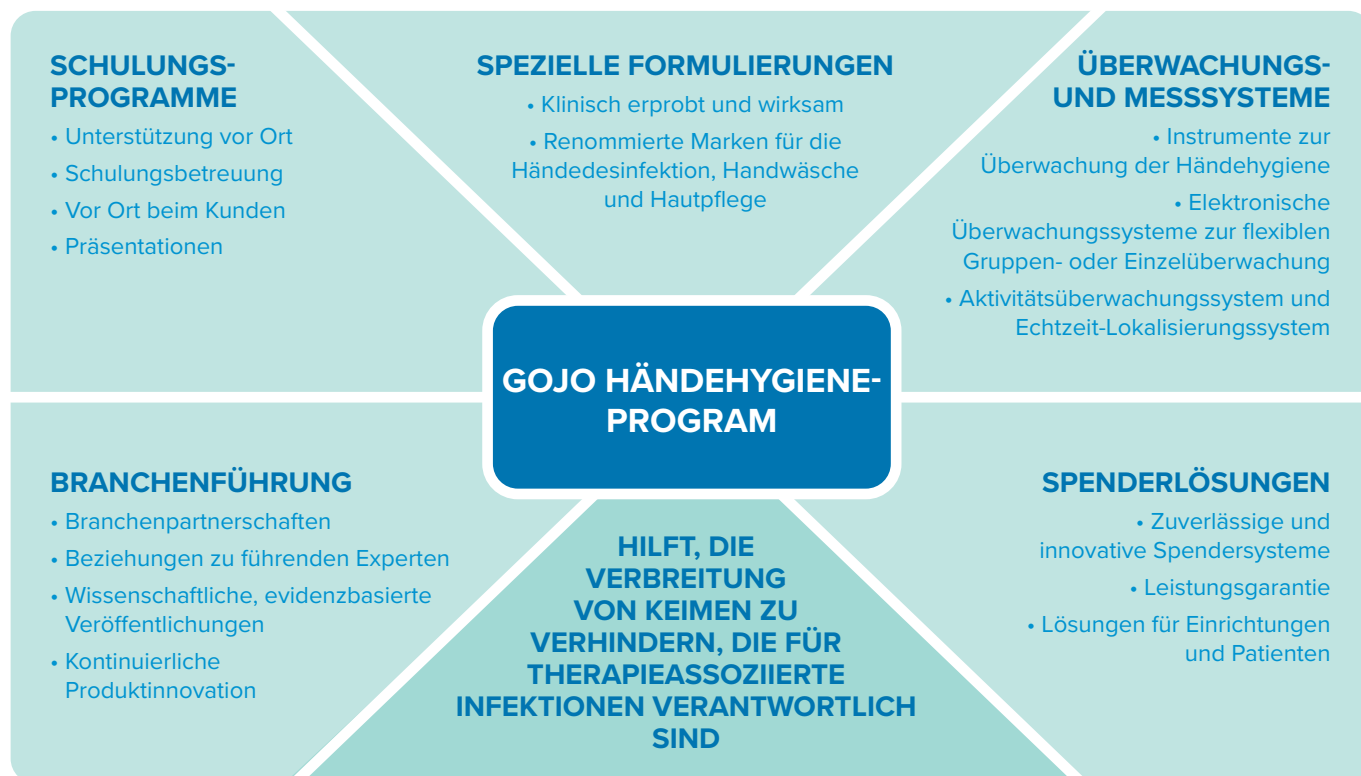 SCHULUNGS-
PROGRAMME
• Unterstützung vor Ort
• Schulungsbetreuung
• Vor Ort beim Kunden
• Präsentationen
SPEZIELLE FORMULIERUNGEN
• Klinisch erprobt und wirksam
• Renommierte Marken für die
Händedesinfektion, Handwäsche
und Hautpflege
ÜBERWACHUNGS-
UND MESSSYSTEME
• Instrumente zur
Überwachung der Händehygiene
• Elektronische
Überwachungssysteme zur flexiblen
Gruppen- oder Einzelüberwachung
• Aktivitätsüberwachungssystem und
Echtzeit-Lokalisierungssystem
GOJO HÄNDEHYGIENE-
PROGRAM
BRANCHENFÜHRUNG
• Branchenpartnerschaften
• Beziehungen zu führenden Experten
• Wissenschaftliche, evidenzbasierte
Veröffentlichungen
• Kontinuierliche
Produktinnovation
HILFT, DIE
VERBREITUNG
VON KEIMEN ZU
VERHINDERN, DIE FÜR
THERAPIEASSOZIIERTE
INFEKTIONEN VERANTWORTLICH
SIND
SPENDERLÖSUNGEN
• Zuverlässige und
innovative Spendersysteme
• Leistungsgarantie
• Lösungen für Einrichtungen
und Patienten